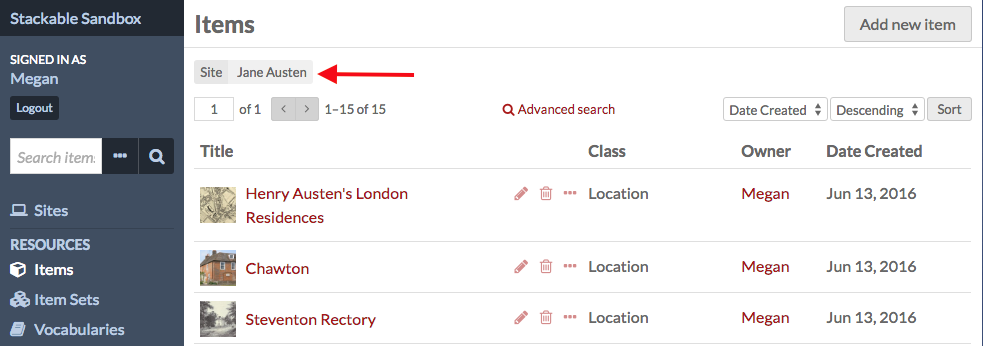 Stackable Sandbox
SIGNED IN AS
Megan
Logout
Search item
Sites
RESOURCES
Items
Item Sets
Vocabularies
Items
Add new item
Site Jane Austen
1 of 1 < > 1–15 of 15 Advanced search Date Created Descending Sort
Title Class Owner Date Created
Henry Austen's London
Residences
Location Megan Jun 13, 2016
Chawton Location Megan Jun 13, 2016
Steventon Rectory Location Megan Jun 13, 2016